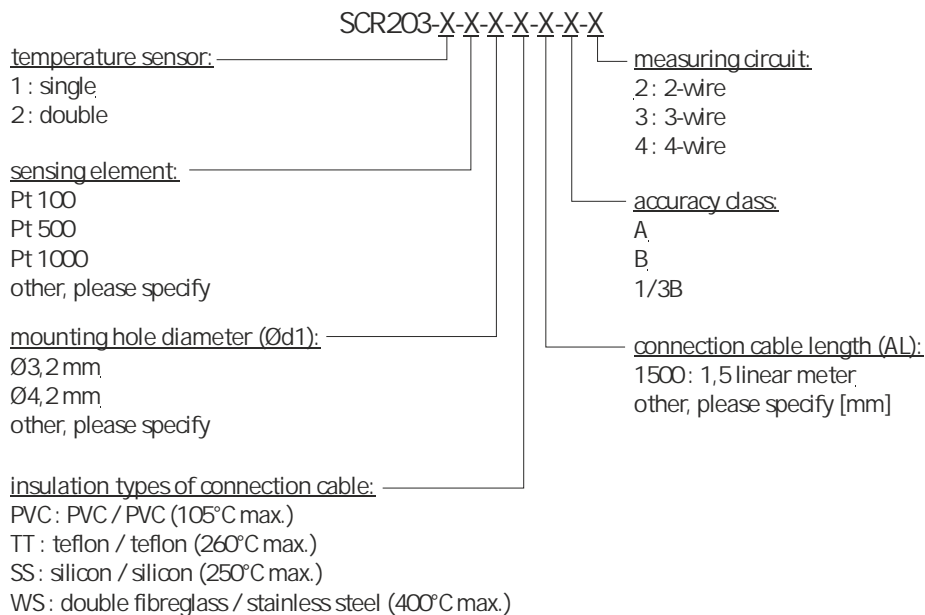 SCR203-X-X-X-X-X-X-X
temperature sensor:
1 : single
2 : double
sensing element:
Pt 100
Pt 500
Pt 1000
other, please specify
mounting hole diameter (Ød1):
Ø3,2 mm
Ø4,2 mm
other, please specify
insulation types of connection cable:
PVC : PVC / PVC (105°C max.)
TT : teflon / teflon (260°C max.)
SS : silicon / silicon (250°C max.)
WS : double fibreglass / stainless steel (400°C max.)
measuring circuit:
2 : 2-wire
3 : 3-wire
4 : 4-wire
accuracy class:
A
B
1/3B
connection cable length (AL):
1500 : 1,5 linear meter
other, please specify [mm]